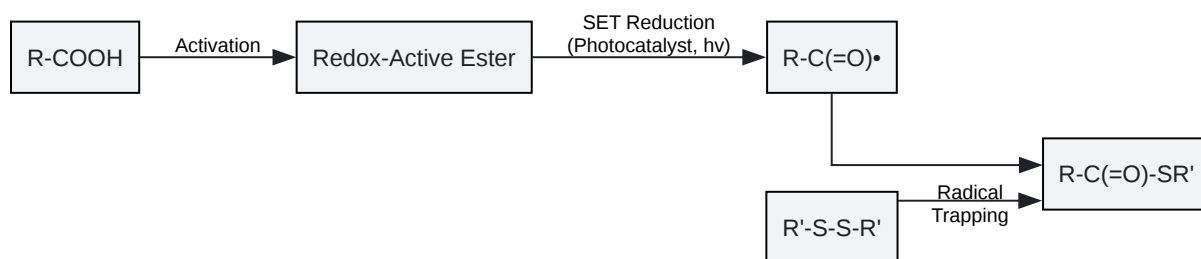 R-COOH
Activation
Redox-Active Ester
SET Reduction
(Photocatalyst, hv)
R-C(=O)•
R'-S-S-R'
Radical
Trapping
R-C(=O)-SR'